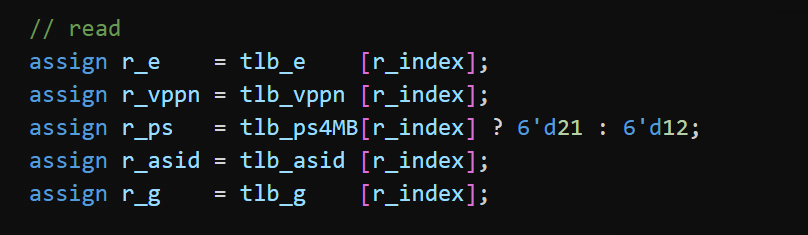 // read
assign r_e    = tlb_e    [r_index];
assign r_vppn = tlb_vppn [r_index];
assign r_ps   = tlb_ps4MB[r_index] ? 6'd21 : 6'd12;
assign r_asid = tlb_asid [r_index];
assign r_g    = tlb_g    [r_index];